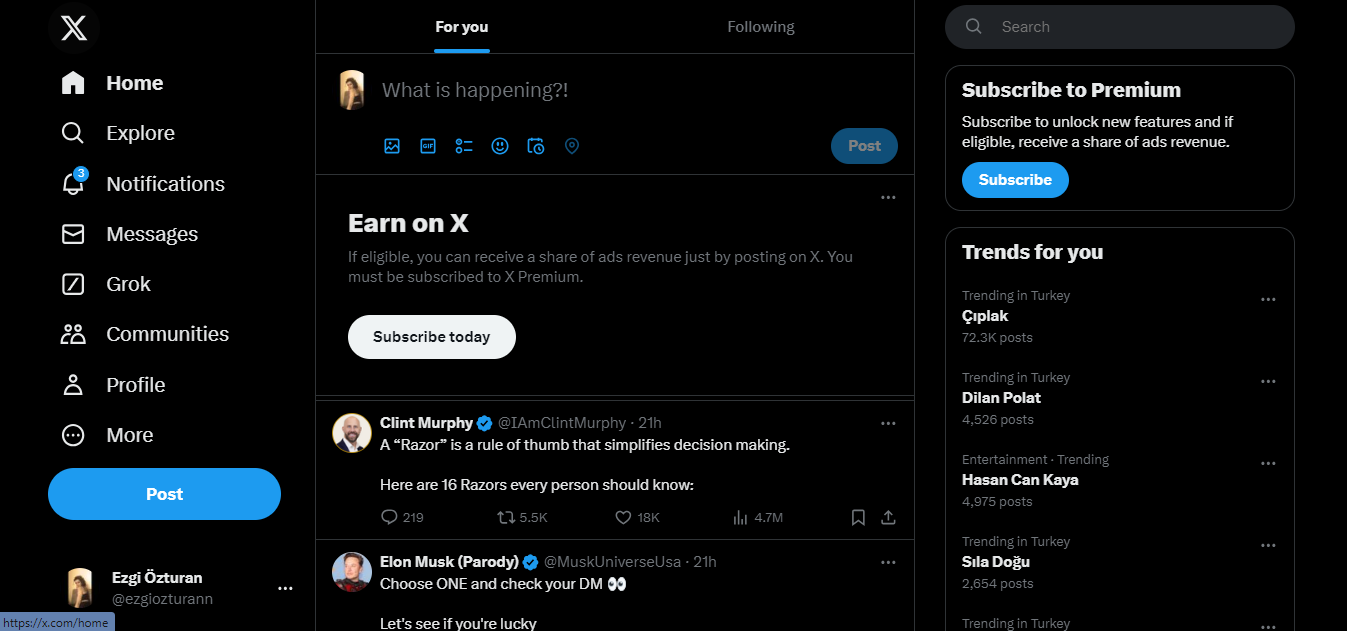 Home
Explore
3
Notifications
Messages
Grok
Communities
Profile
More
Post
Ezgi Özturan
@ezgiozturann
https://x.com/home
For you
Following
What is happening?!
GIF
Post
Earn on X
If eligible, you can receive a share of ads revenue just by posting on X. You
must be subscribed to X Premium.
Subscribe today
Clint Murphy @IAmClintMurphy · 21h
A “Razor” is a rule of thumb that simplifies decision making.
Here are 16 Razors every person should know:
219 5.5K 18K 4.7M
Elon Musk (Parody) @MuskUniverseUsa · 21h
Choose ONE and check your DM 👀
Let's see if you're lucky
Search
Subscribe to Premium
Subscribe to unlock new features and if
eligible, receive a share of ads revenue.
Subscribe
Trends for you
Trending in Turkey
Çıplak
72.3K posts
Trending in Turkey
Dilan Polat
4,526 posts
Entertainment · Trending
Hasan Can Kaya
4,975 posts
Trending in Turkey
Sıla Doğu
2,654 posts
Trending in Turkey